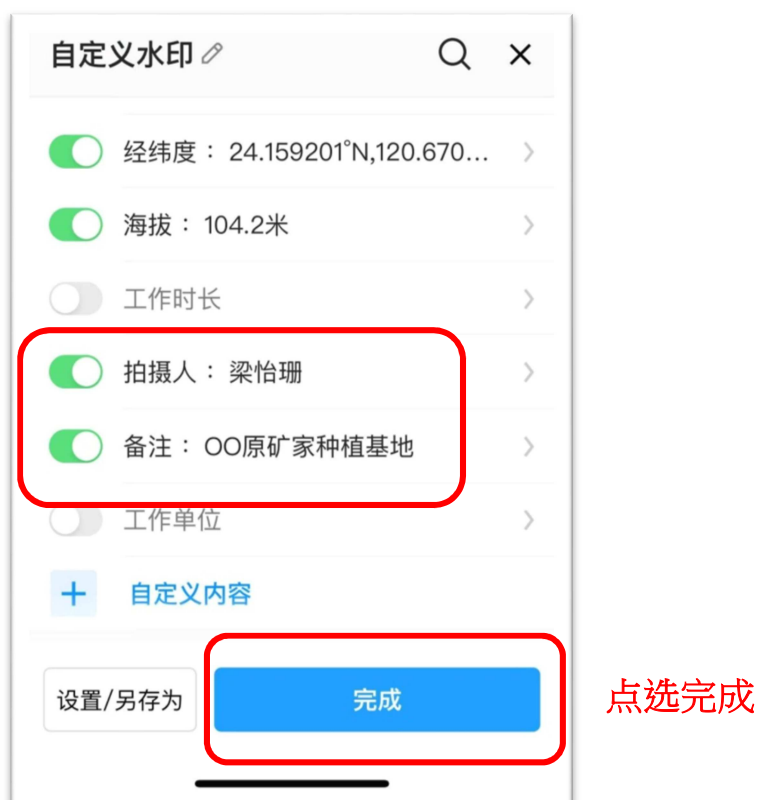 自定义水印
经纬度：24.159201°N,120.670...
海拔：104.2米
工作时长
拍摄人：梁怡珊
备注：OO原矿家种植基地
工作单位
自定义内容
设置/另存为
完成
点选完成